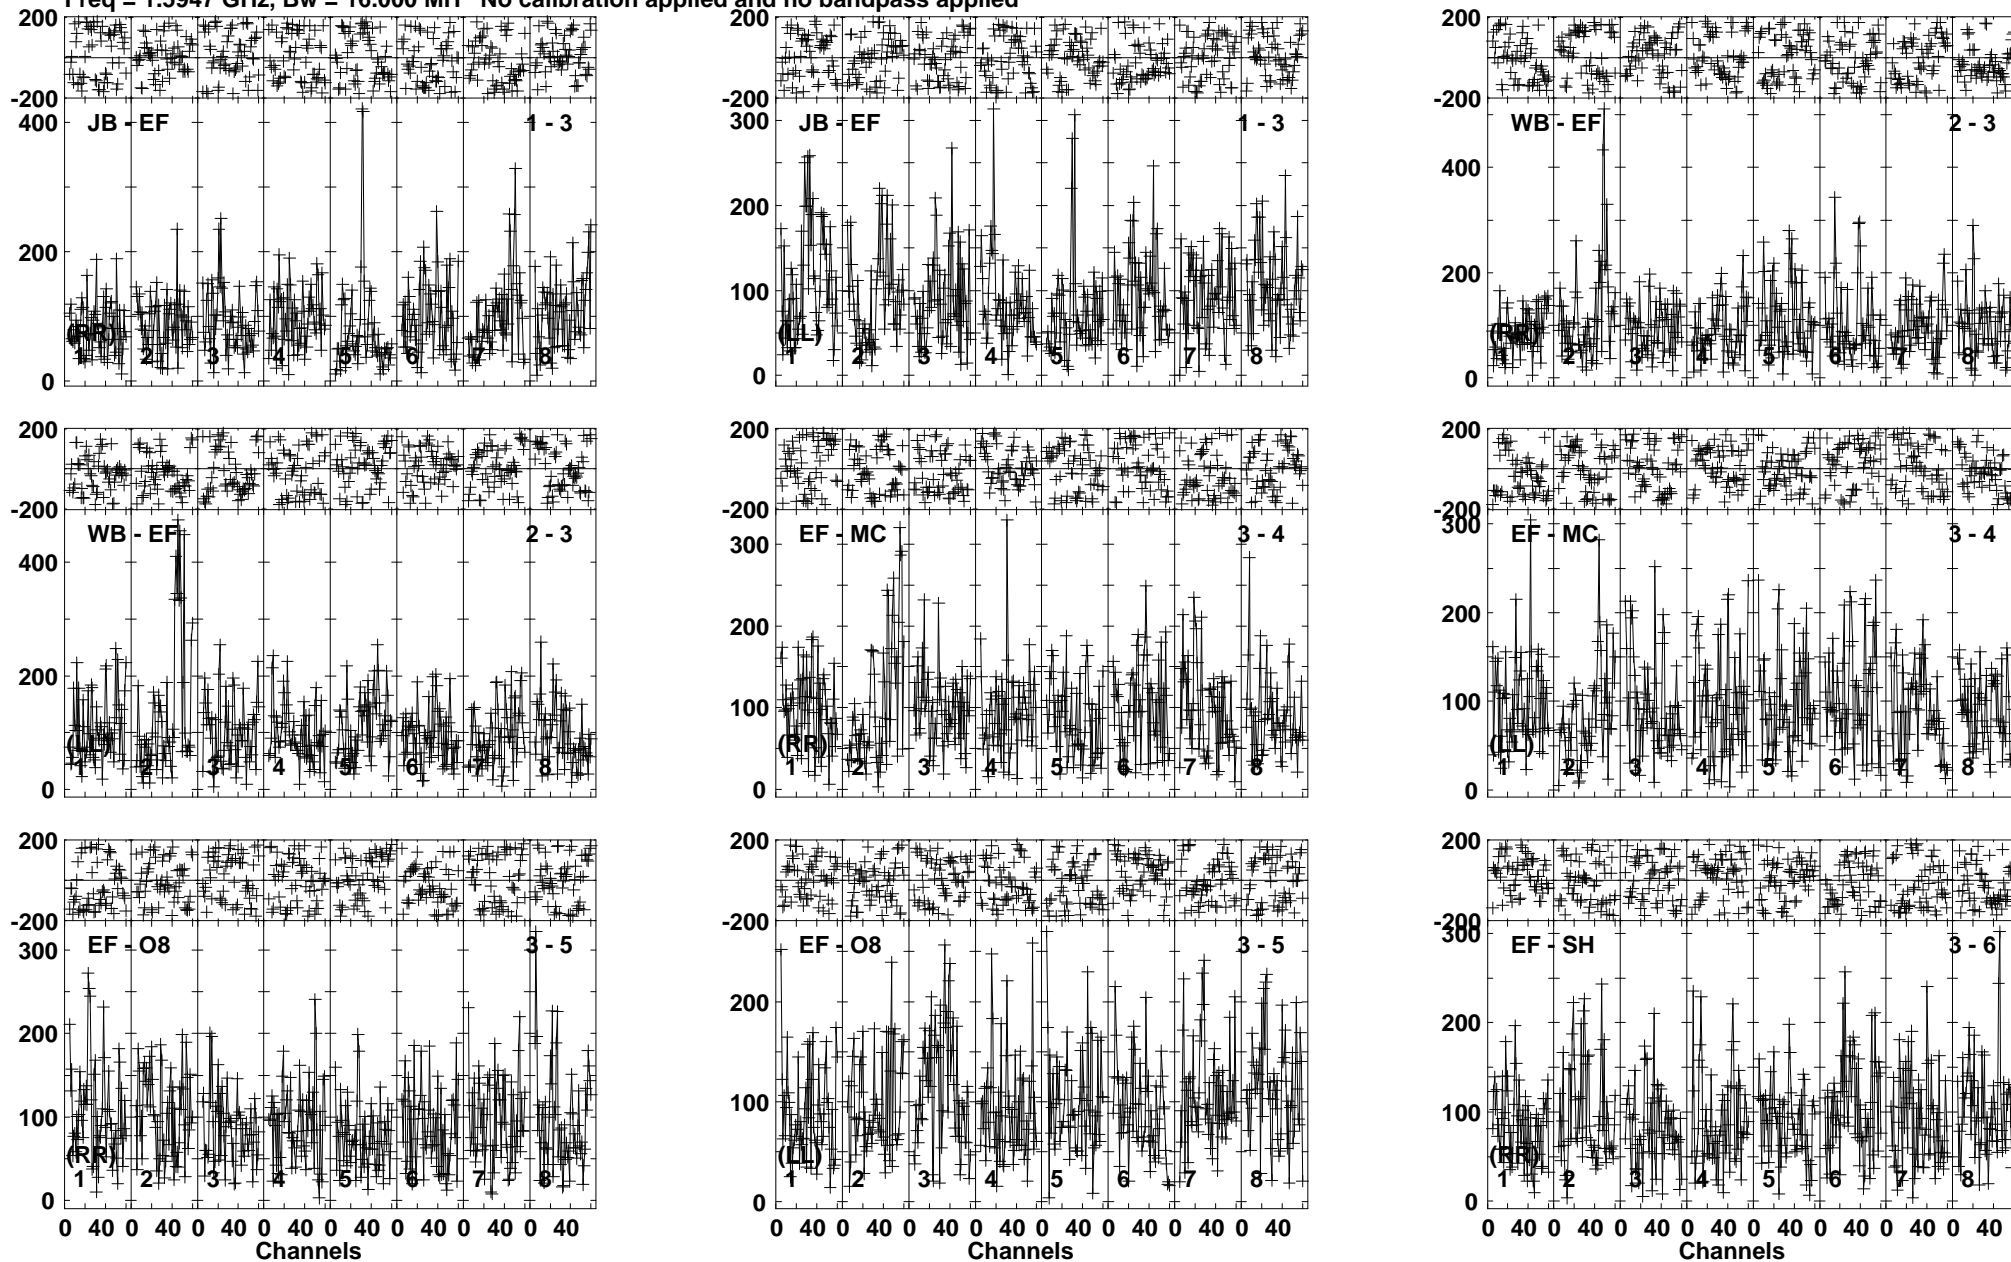 Freq = 1.5947 GHz, Bw = 16.000 MH No calibration applied and no bandpass applied
200 200 200
-200 -200 -200
JB - EF 1 - 3 JB - EF 1 - 3 WB - EF 2 - 3
400 300 400
200 200 200
100
0 0 0
(RR) (LL) (RR)
1 2 3 4 5 6 7 8 1 2 3 4 5 6 7 8 1 2 3 4 5 6 7 8
200 200 200
-200 -200 -200
WB - EF 2 - 3 EF - MC 3 - 4 EF - MC 3 - 4
400 300 300
200 200 200
100 100
0 0 0
(LL) (RR) (LL)
1 2 3 4 5 6 7 8 1 2 3 4 5 6 7 8 1 2 3 4 5 6 7 8
200 200 200
-200 -200 -200
EF - O8 3 - 5 EF - O8 3 - 5 EF - SH 3 - 6
300 300
200 200 200
100 100 100
0 0 0
(RR) (LL) (RR)
1 2 3 4 5 6 7 8 1 2 3 4 5 6 7 8 1 2 3 4 5 6 7 8
0 40 0 40 0 40 0 40 0 40 0 40 0 40 0 40 0 40 0 40 0 40 0 40 0 40 0 40 0 40 0 40 0 40 0 40 0 40 0 40 0 40 0 40 0 40 0 40
Channels Channels Channels